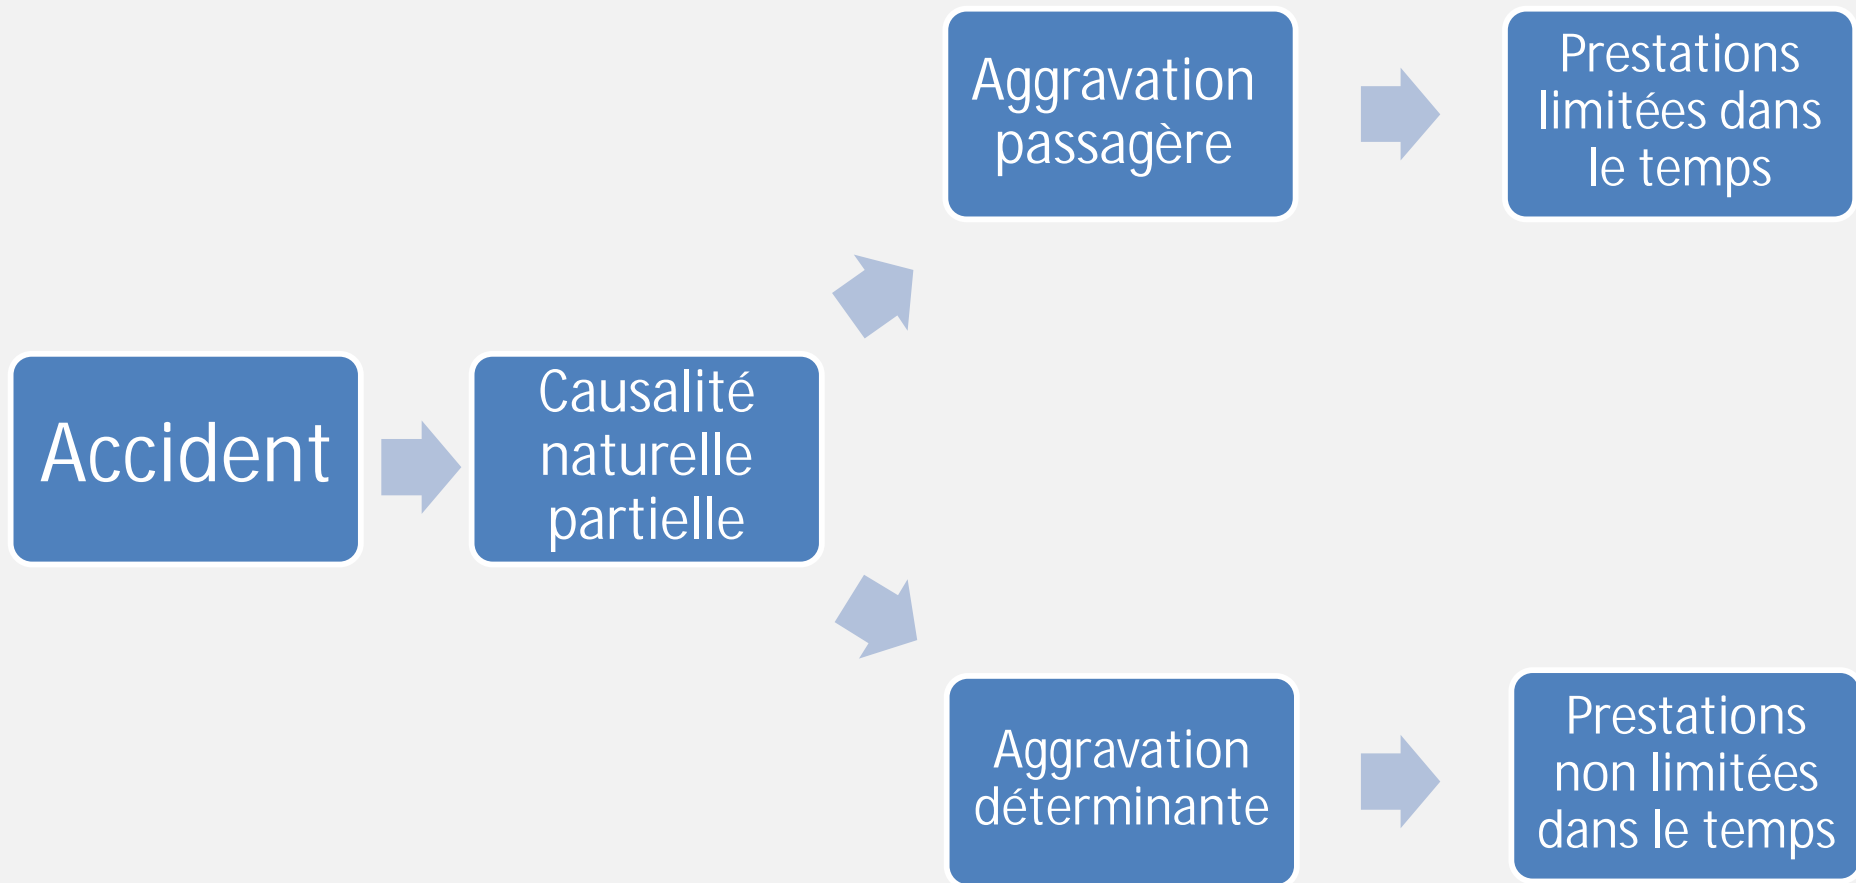 Accident
Causalité
naturelle
partielle
Aggravation
passagère
Prestations
limitées dans
le temps
Aggravation
déterminante
Prestations
non limitées
dans le temps